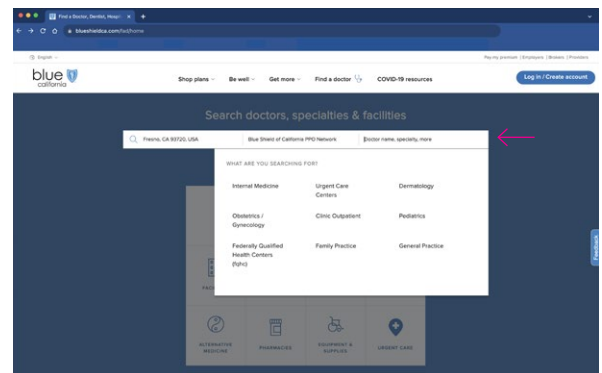 Find a Doctor, Dentist, Hospi
blueshieldca.com/fad/home
English
Pay my premium | Employers | Brokers | Providers
blue
california
Shop plans Be well Get more Find a doctor COVID-19 resources
Log in / Create account
Search doctors, specialties & facilities
Fresno, CA 93720, USA Blue Shield of California PPO Network Doctor name, specialty, more
WHAT ARE YOU SEARCHING FOR?
Internal Medicine Urgent Care Dermatology
Centers
Obstetrics / Clinic Outpatient Pediatrics
Gynecology
Federally Qualified Family Practice General Practice
Health Centers
(fqhc)
Feedback
ALTERNATIVE PHARMACIES EQUIPMENT & URGENT CARE
MEDICINE SUPPLIES